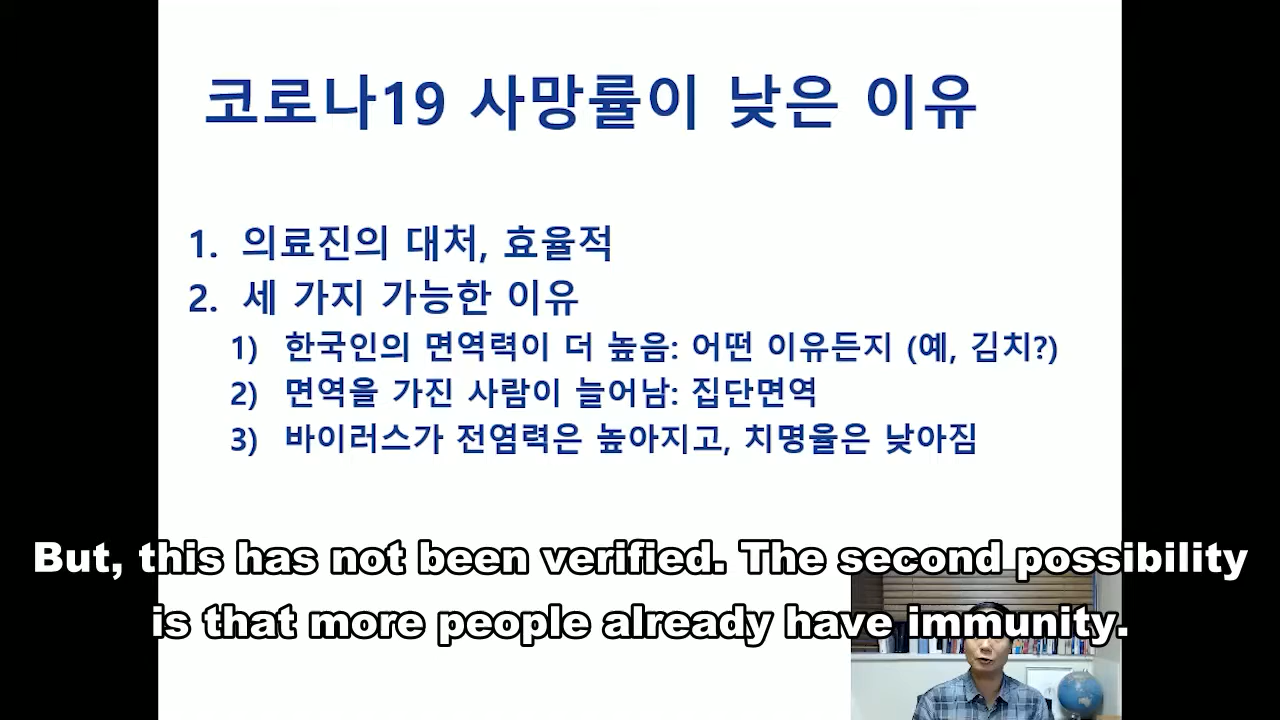 코로나19 사망률이 낮은 이유
1. 의료진의 대처, 효율적
2. 세 가지 가능한 이유
1) 한국인의 면역력이 더 높음: 어떤 이유든지 (예, 김치?)
2) 면역을 가진 사람이 늘어남: 집단면역
3) 바이러스가 전염력은 높아지고, 치명율은 낮아짐
But, this has not been verified. The second possibility
is that more people already have immunity.